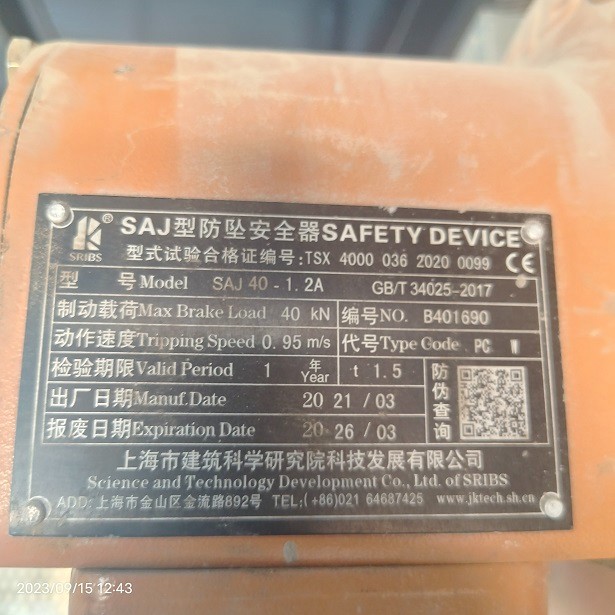 SRIBS ®
SAJ型防坠安全器SAFETY DEVICE
型式试验合格证编号:TSX 4000 036 2020 0099 CE
型 号Model SAJ 40-1.2A GB/T 34025-2017
制动载荷Max Brake Load 40 kN 编号NO. B401690
动作速度Tripping Speed 0.95 m/s 代号Type Code PC W
检验期限Valid Period 1 年 Year t 1.5
防伪查询
出厂日期Manuf.Date 20 21 / 03
报废日期Expiration Date 20 26 / 03
上海市建筑科学研究院科技发展有限公司
Science and Technology Development Co., Ltd. of SRIBS
ADD:上海市金山区金流路892号 TEL:(+86)021 64687425 www.jktech.sh.cn
2023/09/15 12:43